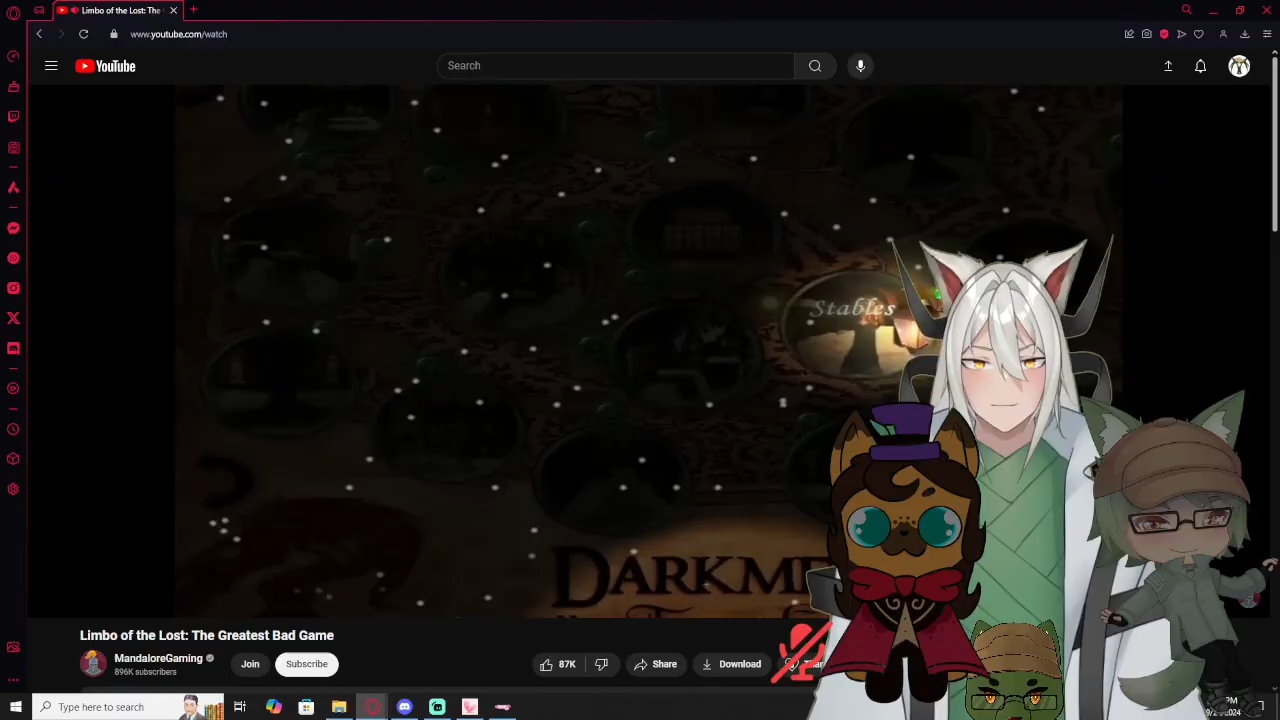 Limbo of the Lost: The
www.youtube.com/watch
YouTube
Search
Stables
DARKME
Limbo of the Lost: The Greatest Bad Game
MandaloreGaming
896K subscribers
Join
Subscribe
87K
Share
Download
Type here to search